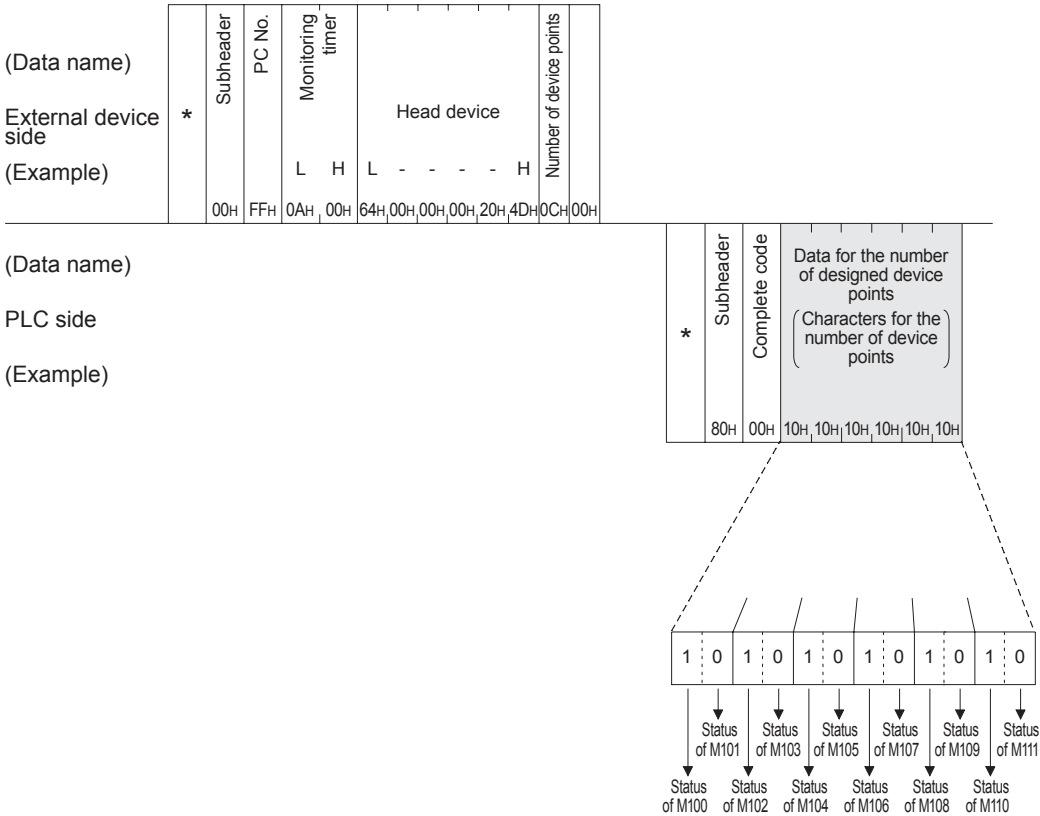 (Data name)
External device
side
(Example)
*
Subheader
PC No.
Monitoring
timer
Head device
Number of device points
L H L - - - - H
00H FFH 0AH 00H 64H 00H 00H 00H 20H 4DH 0CH 00H
(Data name)
PLC side
(Example)
*
Subheader
Complete code
Data for the number
of designed device
points
(Characters for the
number of device
points)
80H 00H 10H 10H 10H 10H 10H 10H
1 0 1 0 1 0 1 0 1 0 1 0
Status
of M101
Status
of M103
Status
of M105
Status
of M107
Status
of M109
Status
of M111
Status
of M100
Status
of M102
Status
of M104
Status
of M106
Status
of M108
Status
of M110